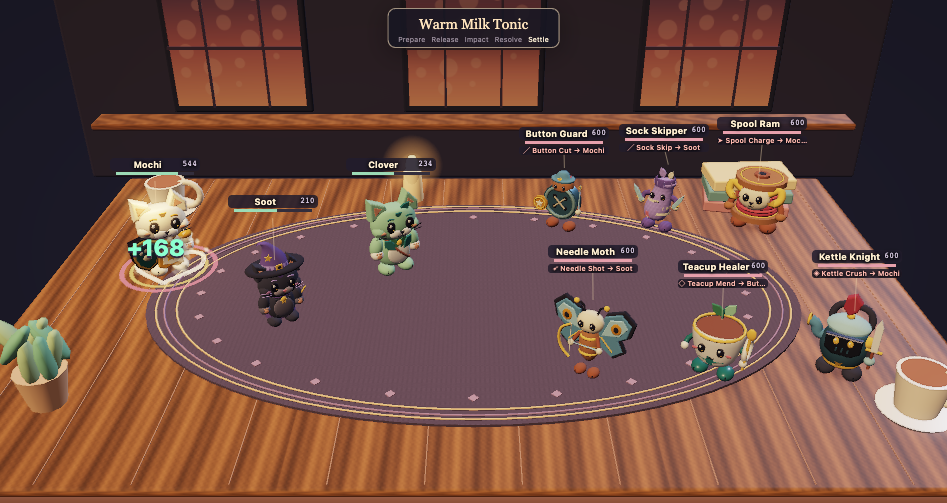 Warm Milk Tonic
Prepare Release Impact Resolve Settle
Mochi 544
+168
Soot 210
Clover 234
Button Guard 600
Button Cut → Mochi
Sock Skipper 600
Sock Skip → Soot
Spool Ram 600
Spool Charge → Moc...
Needle Moth 600
Needle Shot → Soot
Teacup Healer 600
Teacup Mend → But...
Kettle Knight 600
Kettle Crush → Mochi